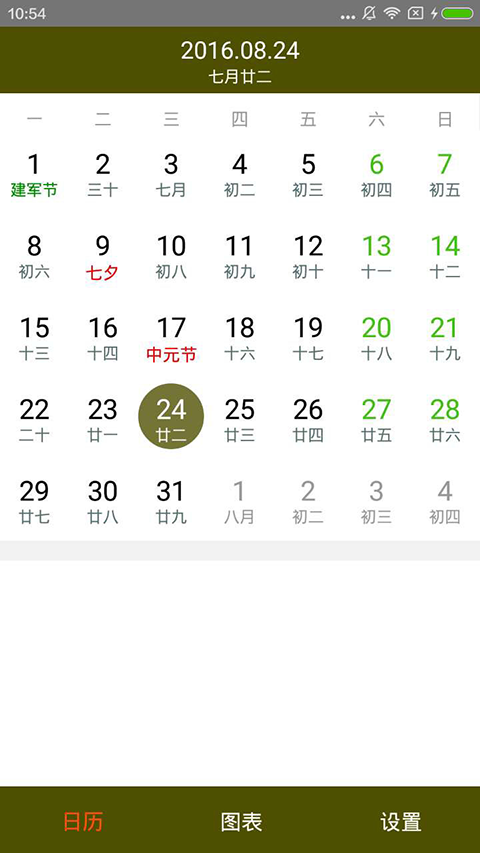 10:54
2016.08.24
七月廿二
一 二 三 四 五 六 日
1 2 3 4 5 6 7
建军节 三十 七月 初二 初三 初四 初五
8 9 10 11 12 13 14
初六 七夕 初八 初九 初十 十一 十二
15 16 17 18 19 20 21
十三 十四 中元节 十六 十七 十八 十九
22 23 24 25 26 27 28
二十 廿一 廿二 廿三 廿四 廿五 廿六
29 30 31 1 2 3 4
廿七 廿八 廿九 八月 初二 初三 初四
日历 图表 设置